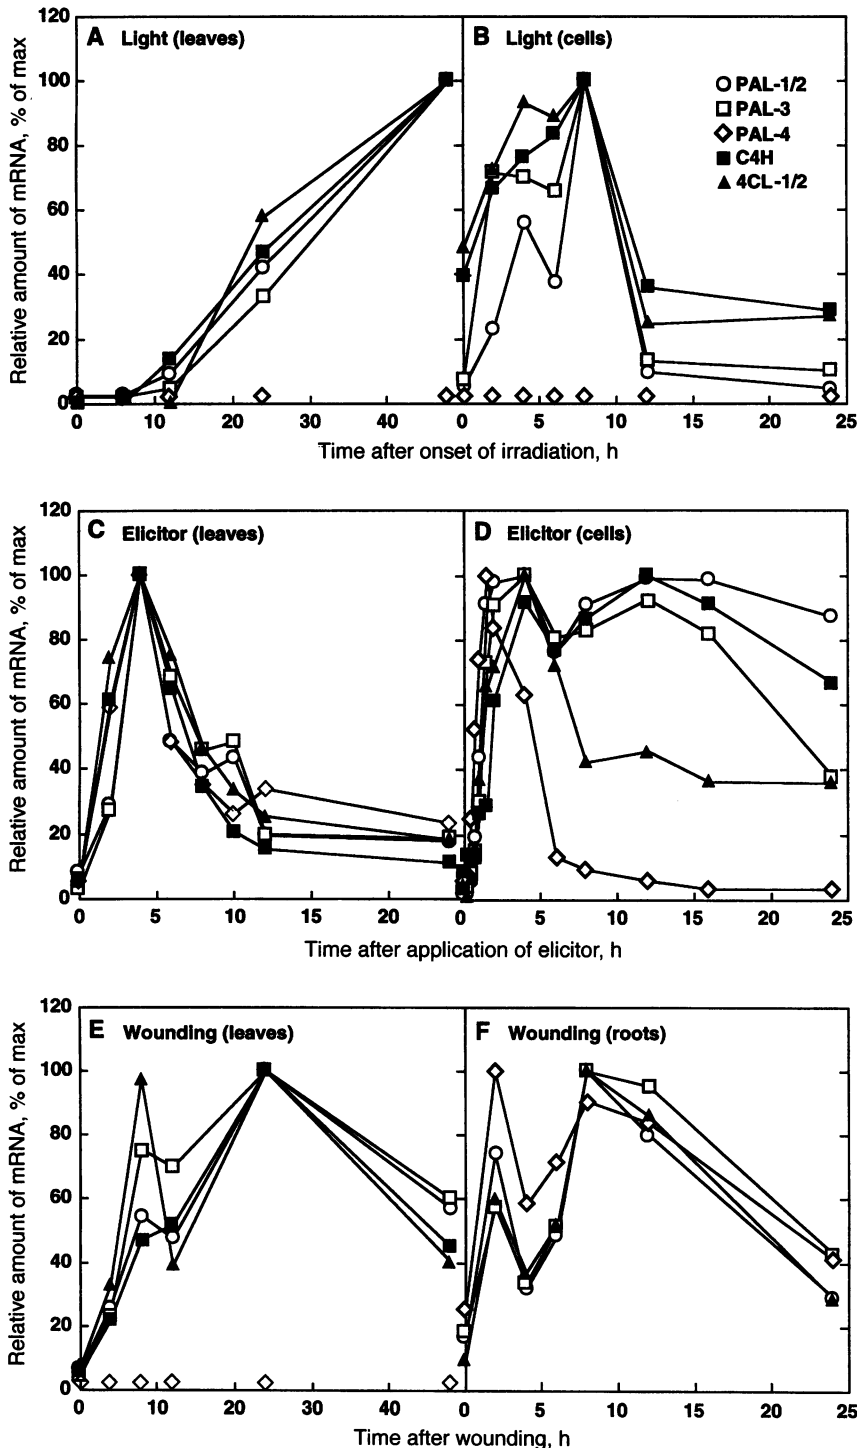 A Light (leaves)
B Light (cells)
Relative amount of mRNA, % of max
120
100
80
60
40
20
0
PAL-1/2
PAL-3
PAL-4
C4H
4CL-1/2
0 10 20 30 40 0 5 10 15 20 25
Time after onset of irradiation, h
C Elicitor (leaves)
D Elicitor (cells)
Relative amount of mRNA, % of max
120
100
80
60
40
20
0
0 5 10 15 20 0 5 10 15 20 25
Time after application of elicitor, h
E Wounding (leaves)
F Wounding (roots)
Relative amount of mRNA, % of max
120
100
80
60
40
20
0
0 10 20 30 40 0 5 10 15 20 25
Time after wounding, h